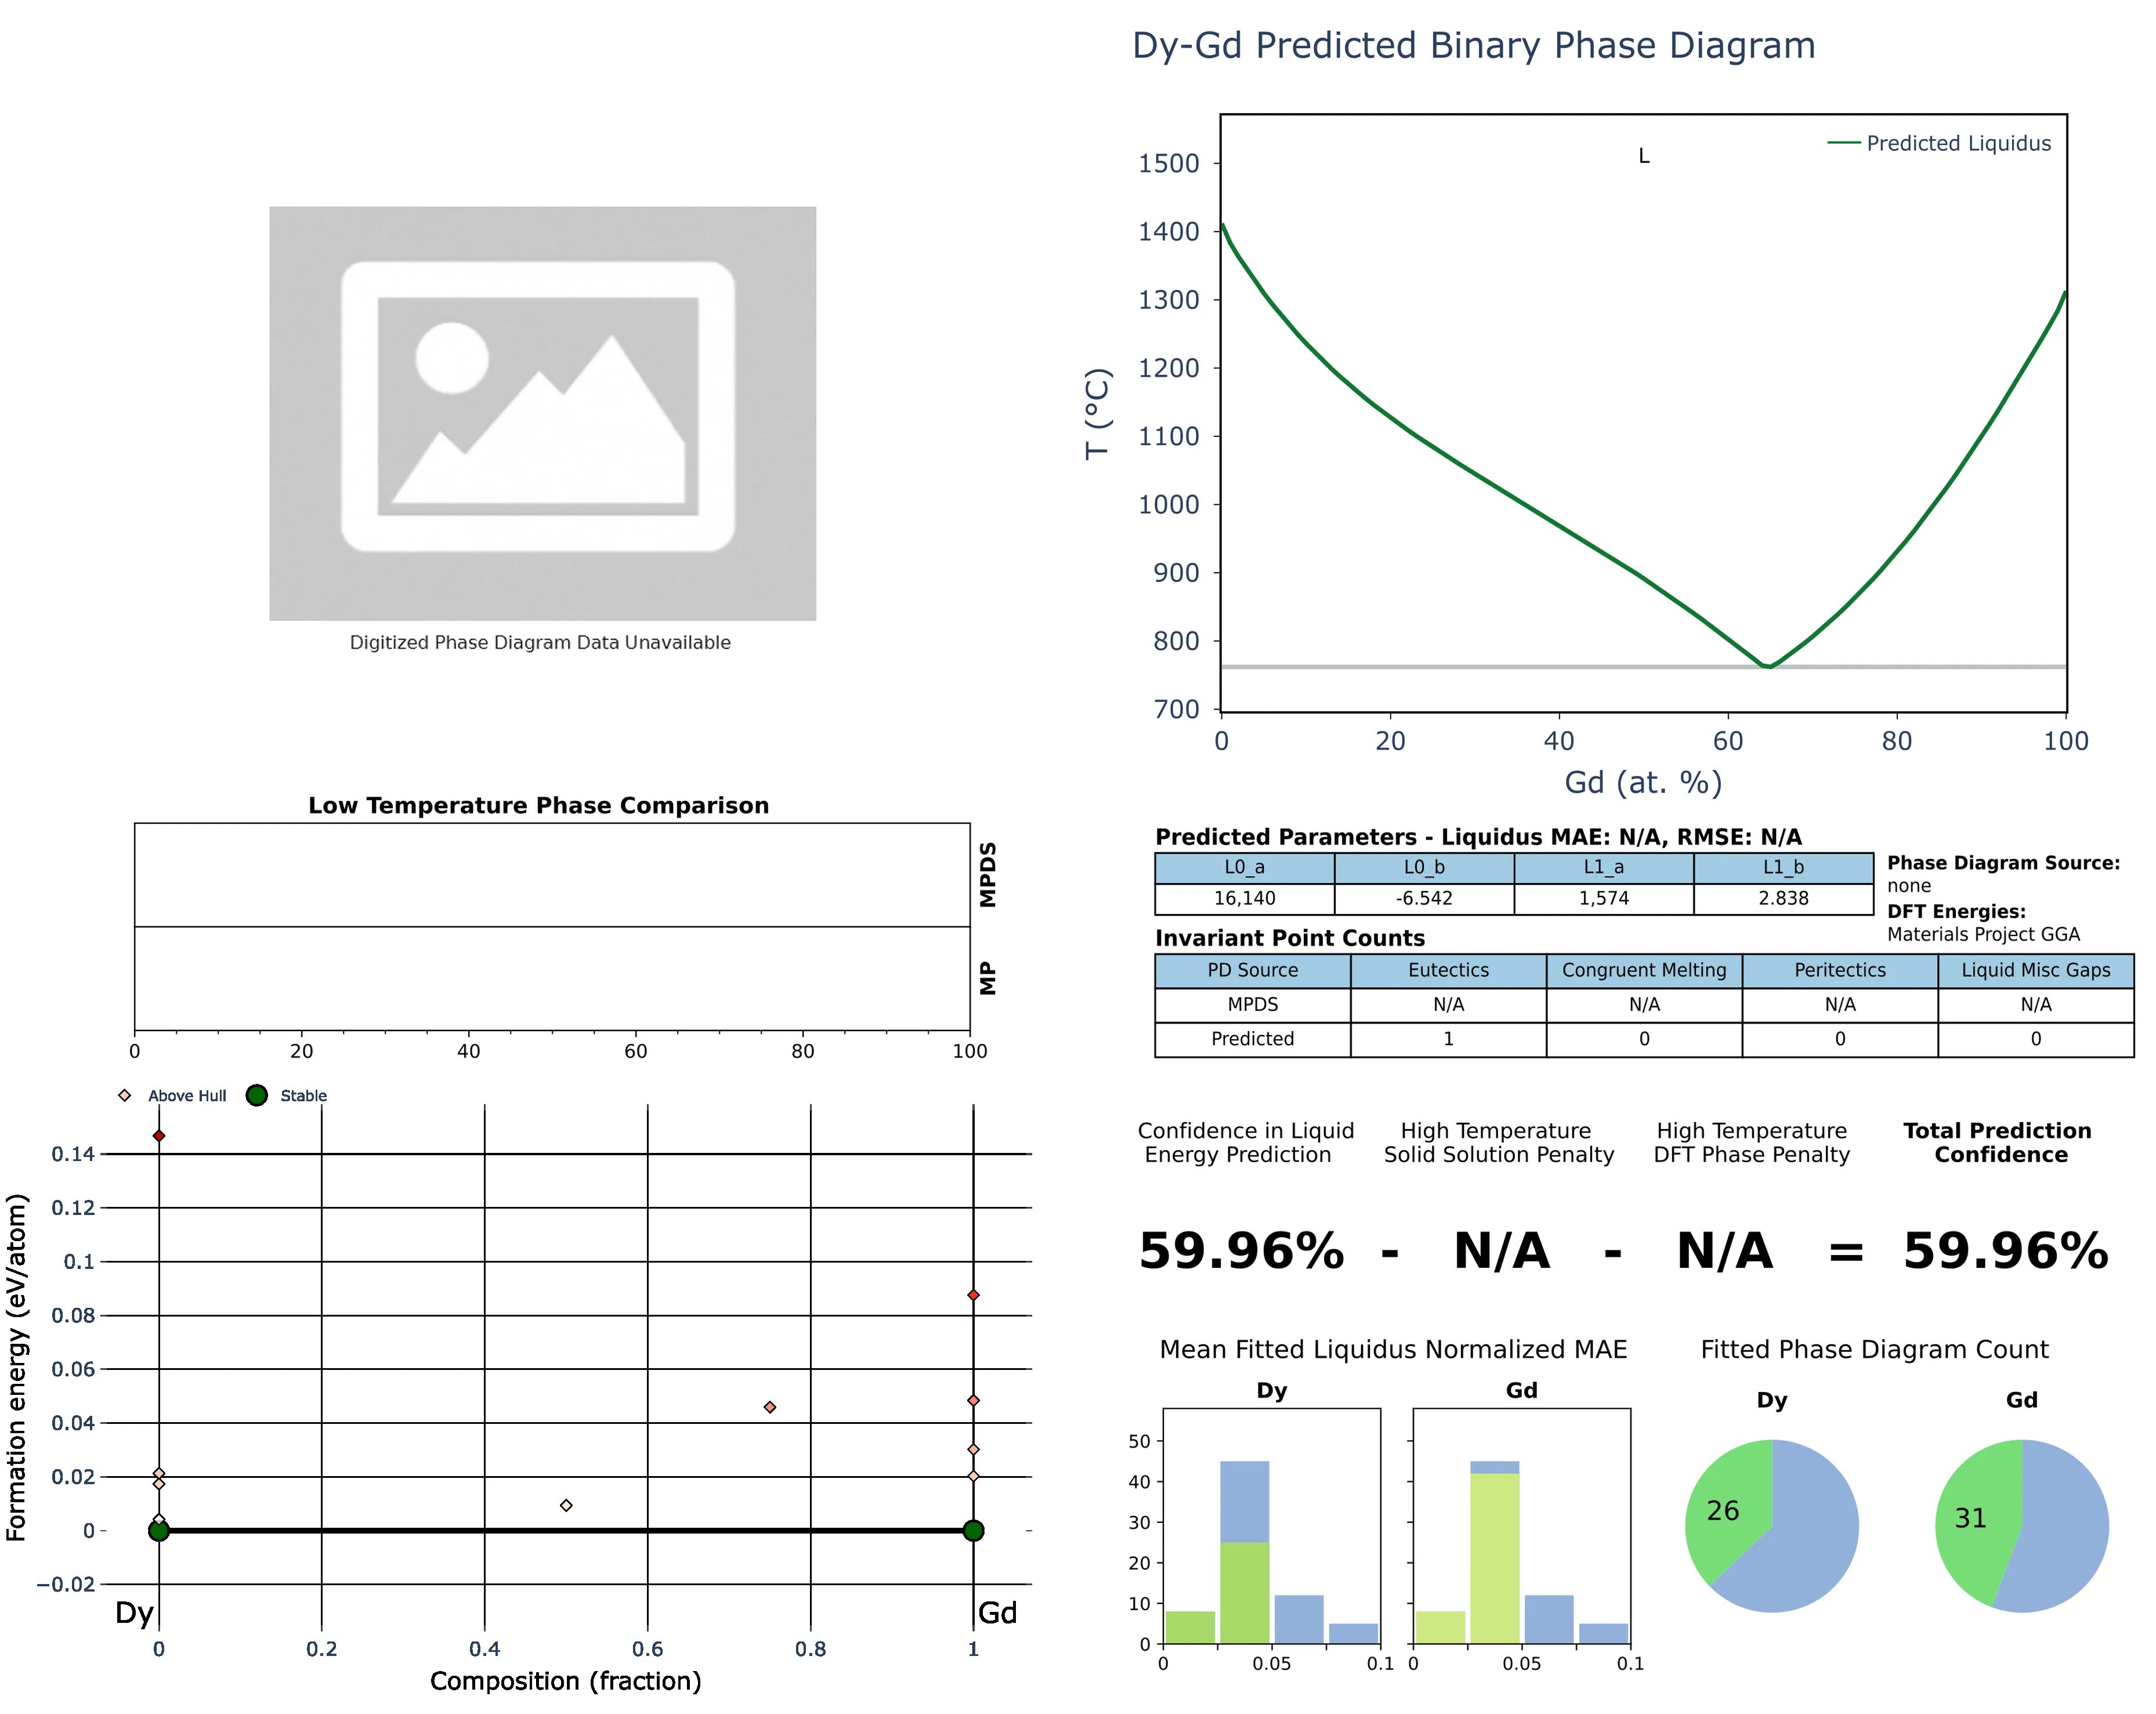 Dy-Gd Predicted Binary Phase Diagram
Digitized Phase Diagram Data Unavailable
L
Predicted Liquidus
1500
1400
1300
1200
1100
1000
900
800
700
T (°C)
0 20 40 60 80 100
Gd (at. %)
Low Temperature Phase Comparison
MPDS
MP
0 20 40 60 80 100
Predicted Parameters - Liquidus MAE: N/A, RMSE: N/A
L0_a L0_b L1_a L1_b
16,140 -6.542 1,574 2.838
Phase Diagram Source:
none
DFT Energies:
Materials Project GGA
Invariant Point Counts
PD Source Eutectics Congruent Melting Peritectics Liquid Misc Gaps
MPDS N/A N/A N/A N/A
Predicted 1 0 0 0
Above Hull Stable
0.14
0.12
0.1
0.08
0.06
0.04
0.02
0
−0.02
Formation energy (eV/atom)
Dy Gd
0 0.2 0.4 0.6 0.8 1
Composition (fraction)
Confidence in Liquid
Energy Prediction
High Temperature
Solid Solution Penalty
High Temperature
DFT Phase Penalty
Total Prediction
Confidence
59.96% - N/A - N/A = 59.96%
Mean Fitted Liquidus Normalized MAE
Dy Gd
50
40
30
20
10
0
0 0.05 0.1 0 0.05 0.1
Fitted Phase Diagram Count
Dy Gd
26 31